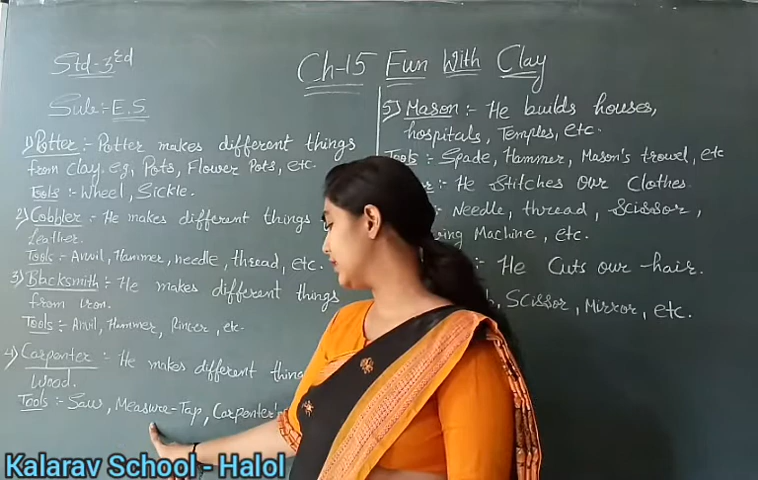 Std-3rd
Ch-15 Fun With Clay
Sub:- E.S
1) Potter :- Potter makes different things
from clay. e.g, Pots, Flower Pots, etc.
Tools :- Wheel, Sickle.
2) Cobbler :- He makes different things
leather.
Tools :- Anvil, Hammer, needle, thread, etc.
3) Blacksmith :- He makes different things
from iron.
Tools :- Anvil, Hammer, Pincer, etc.
4) Carpenter :- He makes different thing
Wood.
Tools :- Saw, Measure-Tap, Carpenter's
5) Mason :- He builds houses,
hospitals, Temples, etc.
Tools :- Spade, Hammer, Mason's trowel, etc
:- He Stitches our Clothes.
:- Needle, thread, Scissor,
Machine, etc.
:- He Cuts our hair.
Scissor, Mirror, etc.
Kalarav School - Halol